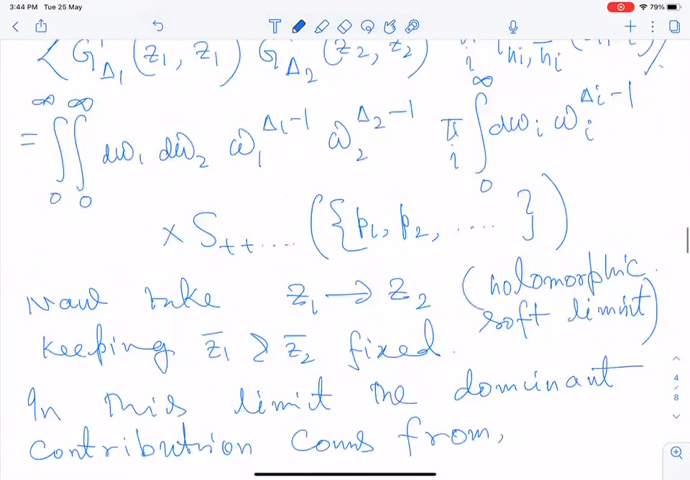 3:44 PM Tue 25 May
79%
⟨ G_{Δ_1}(z_1, z̄_1) G_{Δ_2}(z_2, z̄_2) ∏_i
= ∫_0^∞ ∫_0^∞ dω_1 dω_2 ω_1^{Δ_1-1} ω_2^{Δ_2-1} ∏_i ∫_0^∞ dω_i ω_i^{Δ_i-1}
× S_{++....} ({p_1, p_2, ....})
Now take z_1 → z_2 (holomorphic
soft limit)
keeping z̄_1 & z̄_2 fixed.
In this limit the dominant
contribution coms from,
4
8